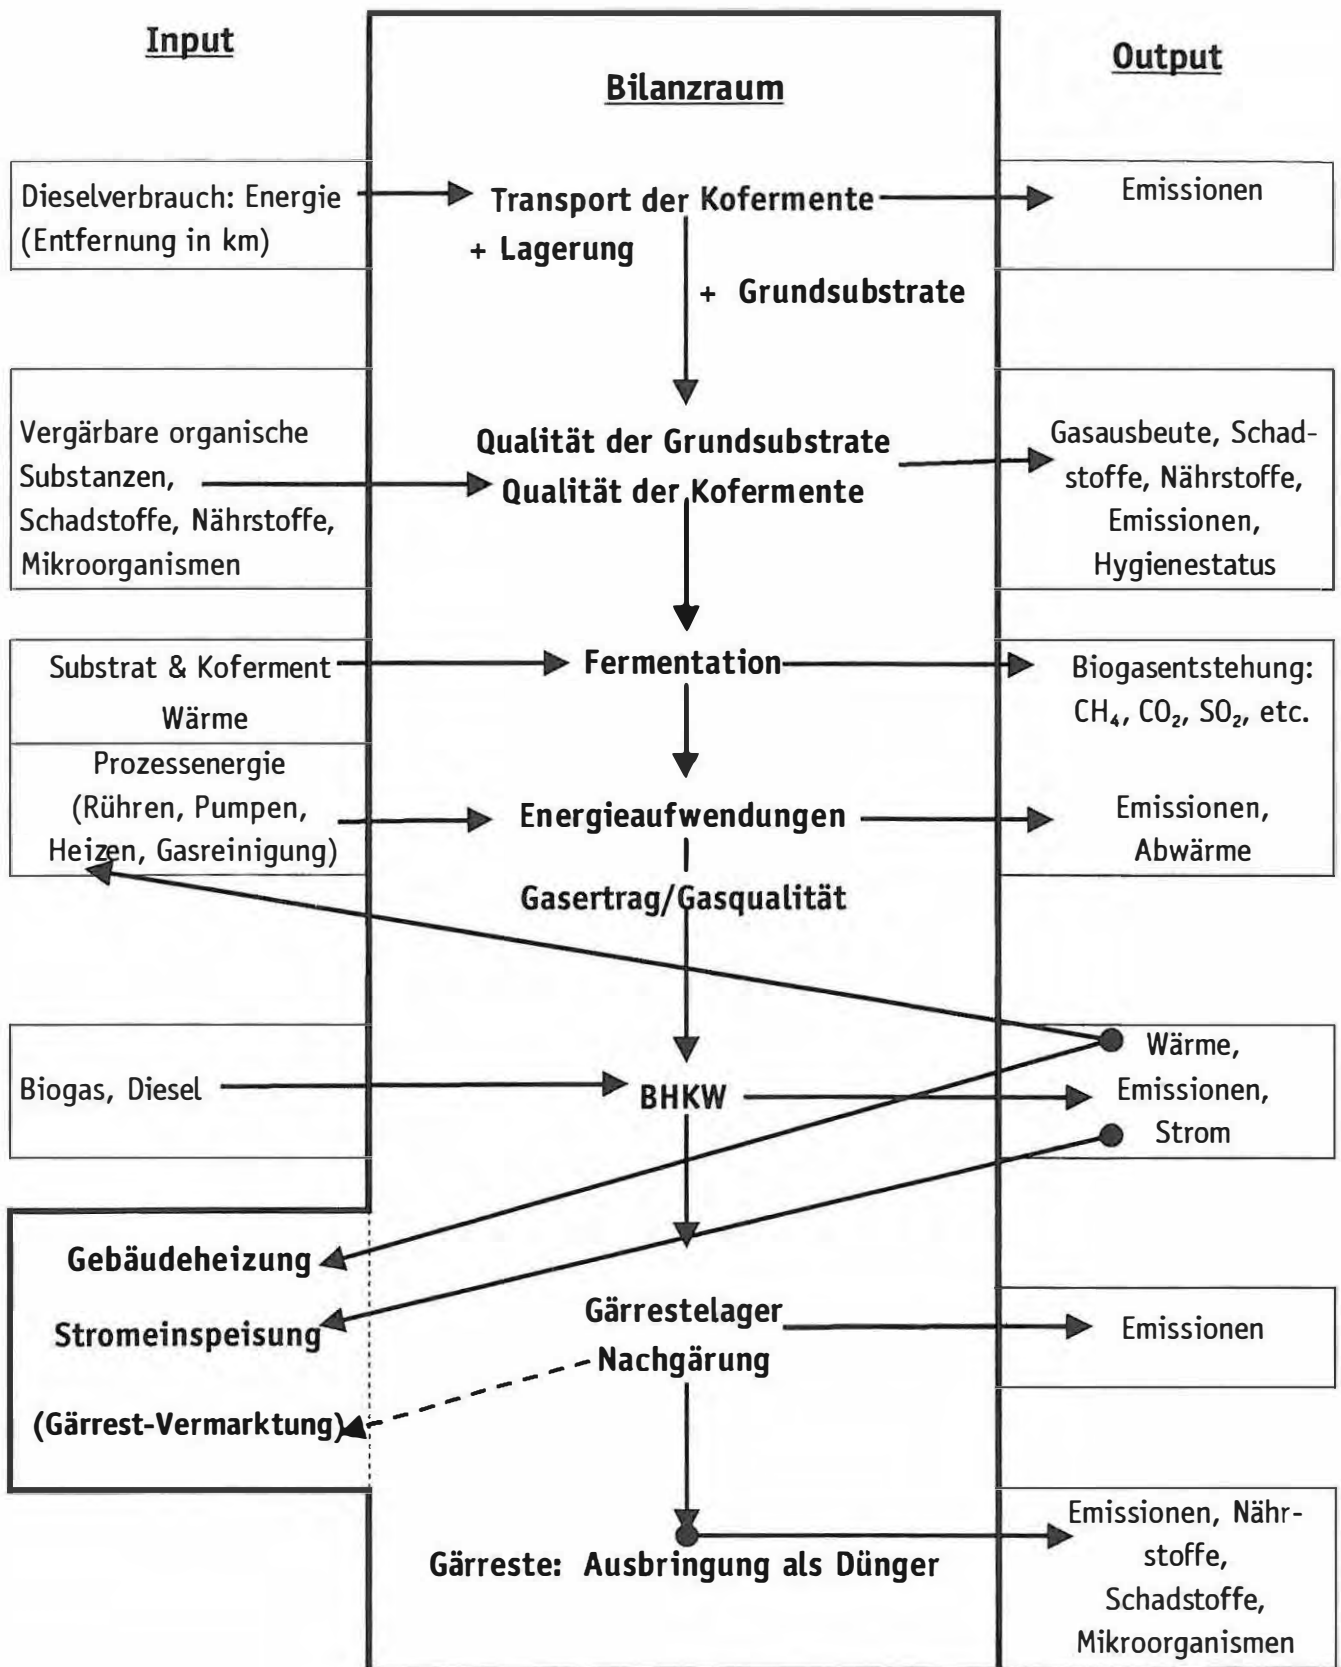 Input
Bilanzraum
Output
Dieselverbrauch: Energie
(Entfernung in km)
Transport der Kofermente
+ Lagerung
+ Grundsubstrate
Emissionen
Vergärbare organische
Substanzen,
Schadstoffe, Nährstoffe,
Mikroorganismen
Qualität der Grundsubstrate
Qualität der Kofermente
Gasausbeute, Schad-
stoffe, Nährstoffe,
Emissionen,
Hygienestatus
Substrat & Koferment
Wärme
Fermentation
Biogasentstehung:
CH₄, CO₂, SO₂, etc.
Prozessenergie
(Rühren, Pumpen,
Heizen, Gasreinigung)
Energieaufwendungen
Emissionen,
Abwärme
Gasertrag/Gasqualität
Biogas, Diesel
BHKW
Wärme,
Emissionen,
Strom
Gebäudeheizung
Stromeinspeisung
(Gärrest-Vermarktung)
Gärrestelager
Nachgärung
Emissionen
Gärreste: Ausbringung als Dünger
Emissionen, Nähr-
stoffe,
Schadstoffe,
Mikroorganismen